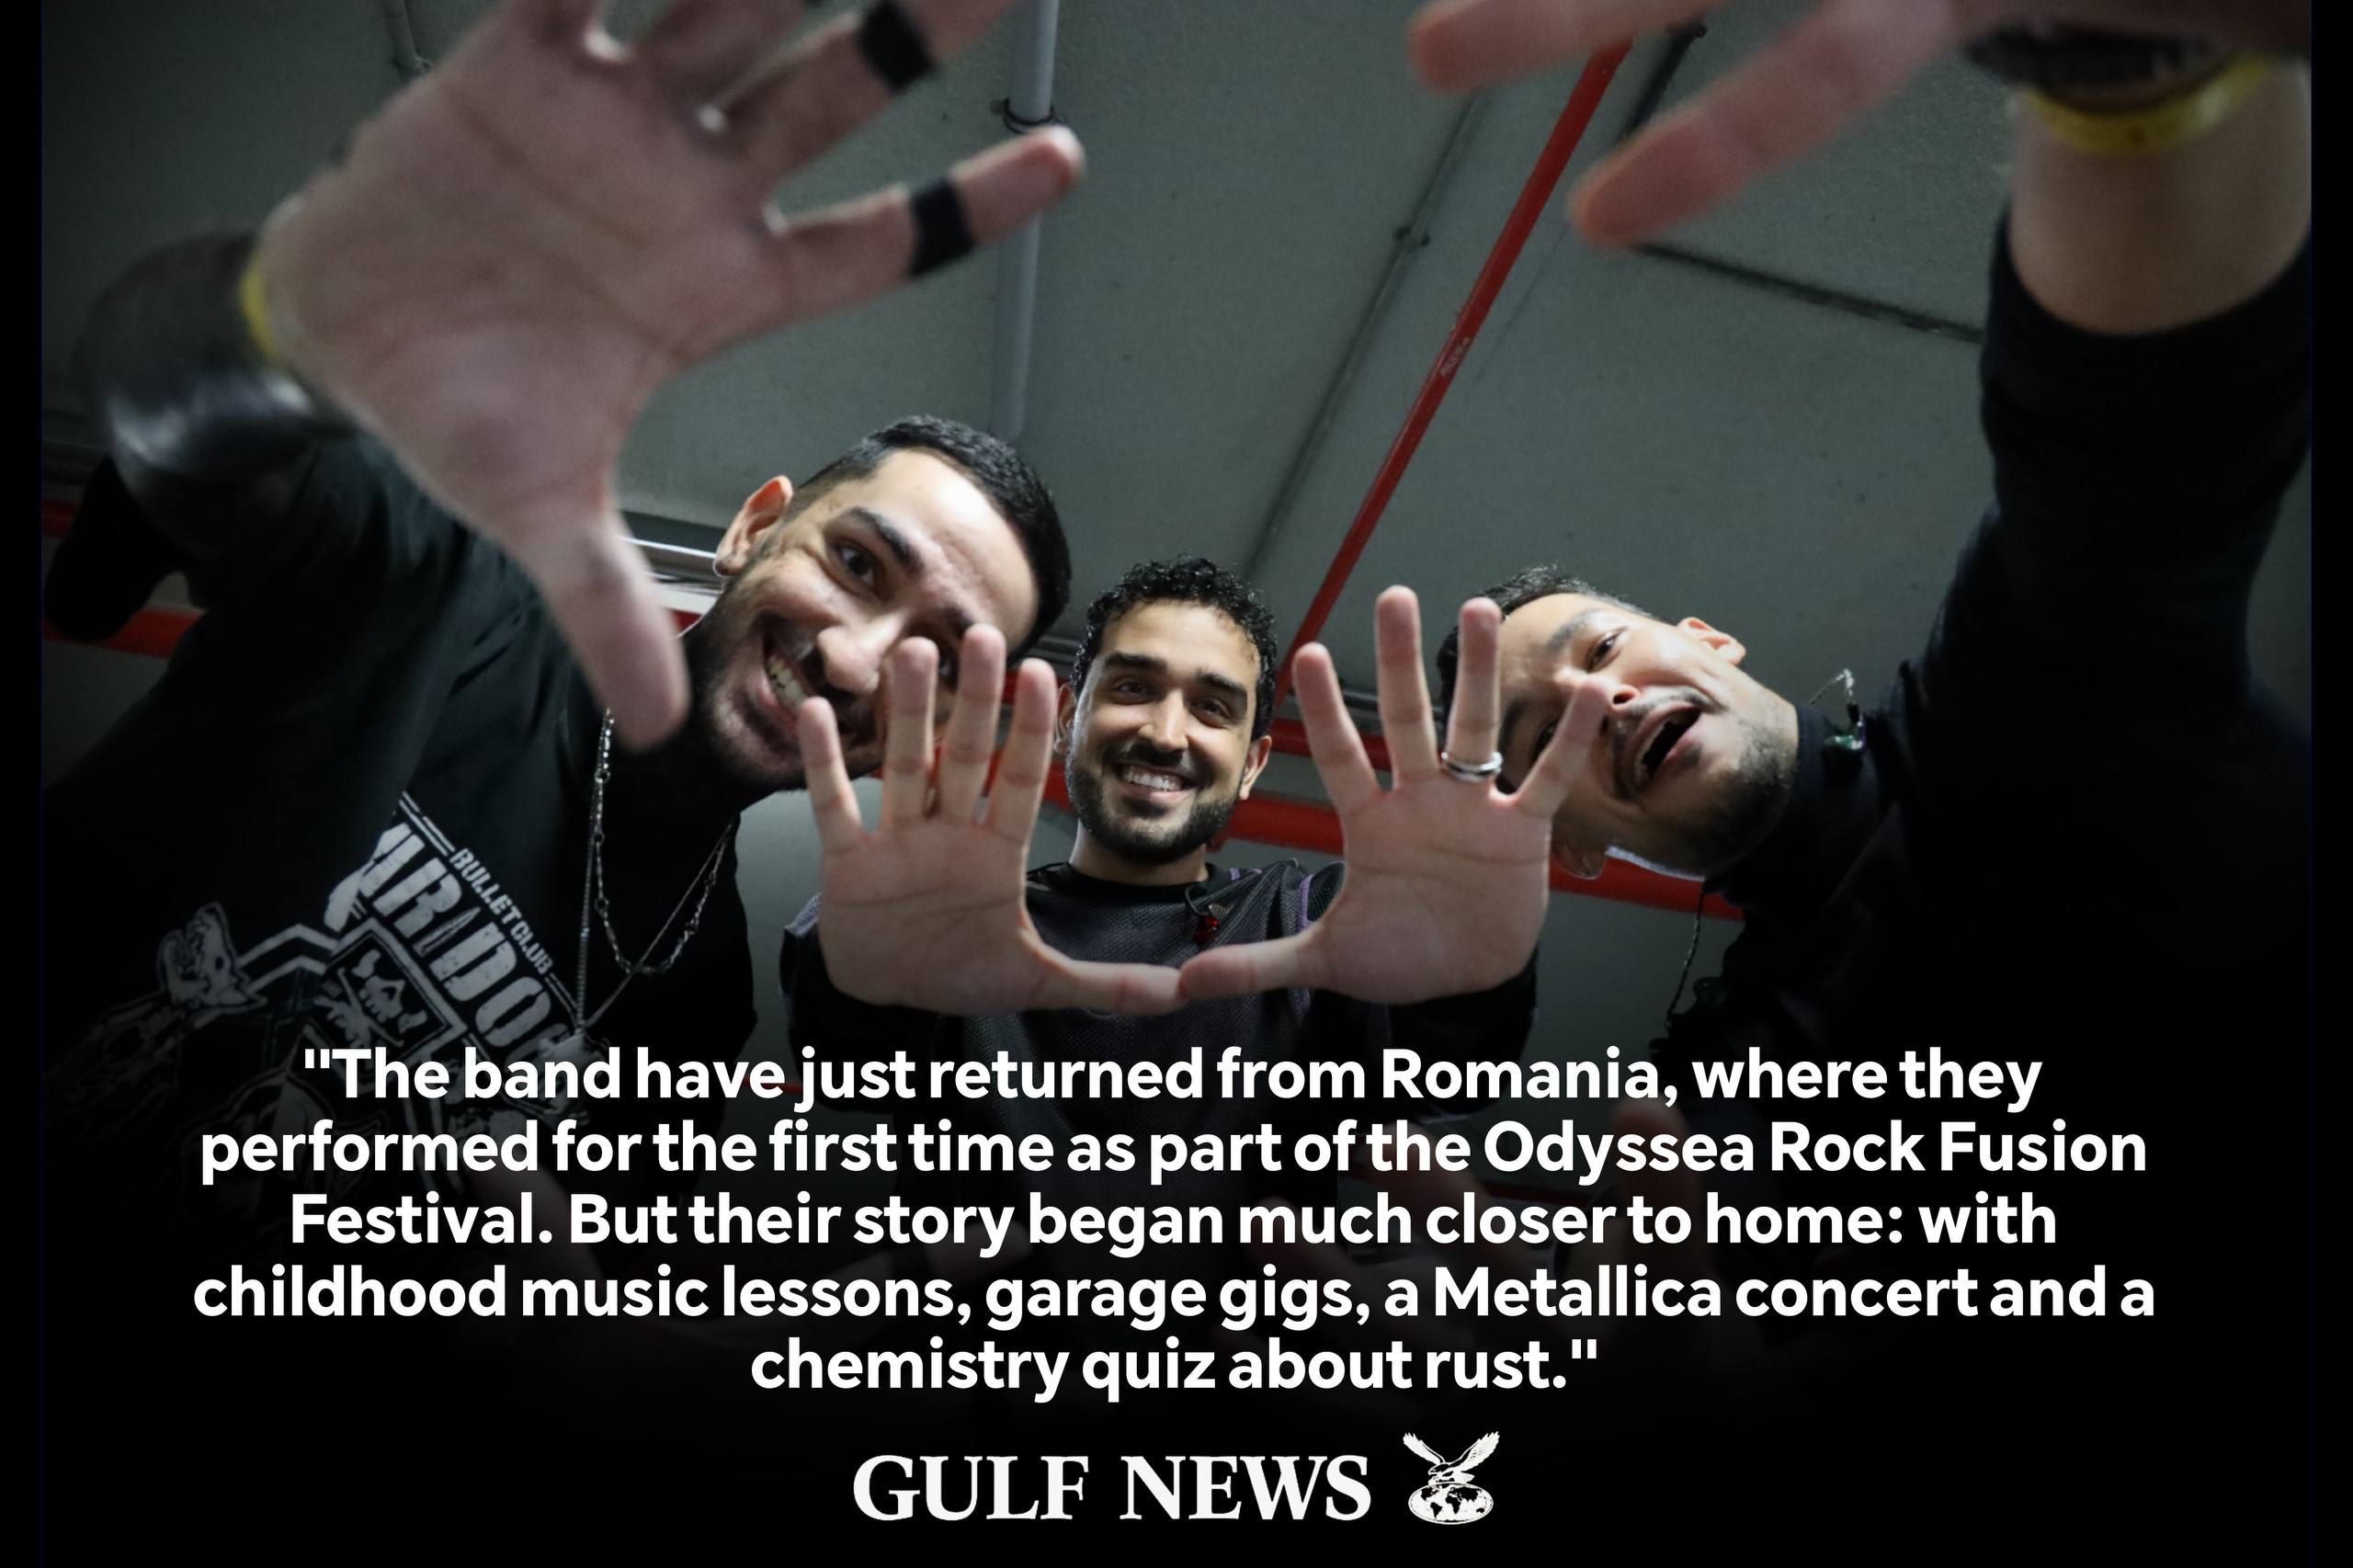 BULLET CLUB
"The band have just returned from Romania, where they
performed for the first time as part of the Odyssea Rock Fusion
Festival. But their story began much closer to home: with
childhood music lessons, garage gigs, a Metallica concert and a
chemistry quiz about rust."
GULF NEWS